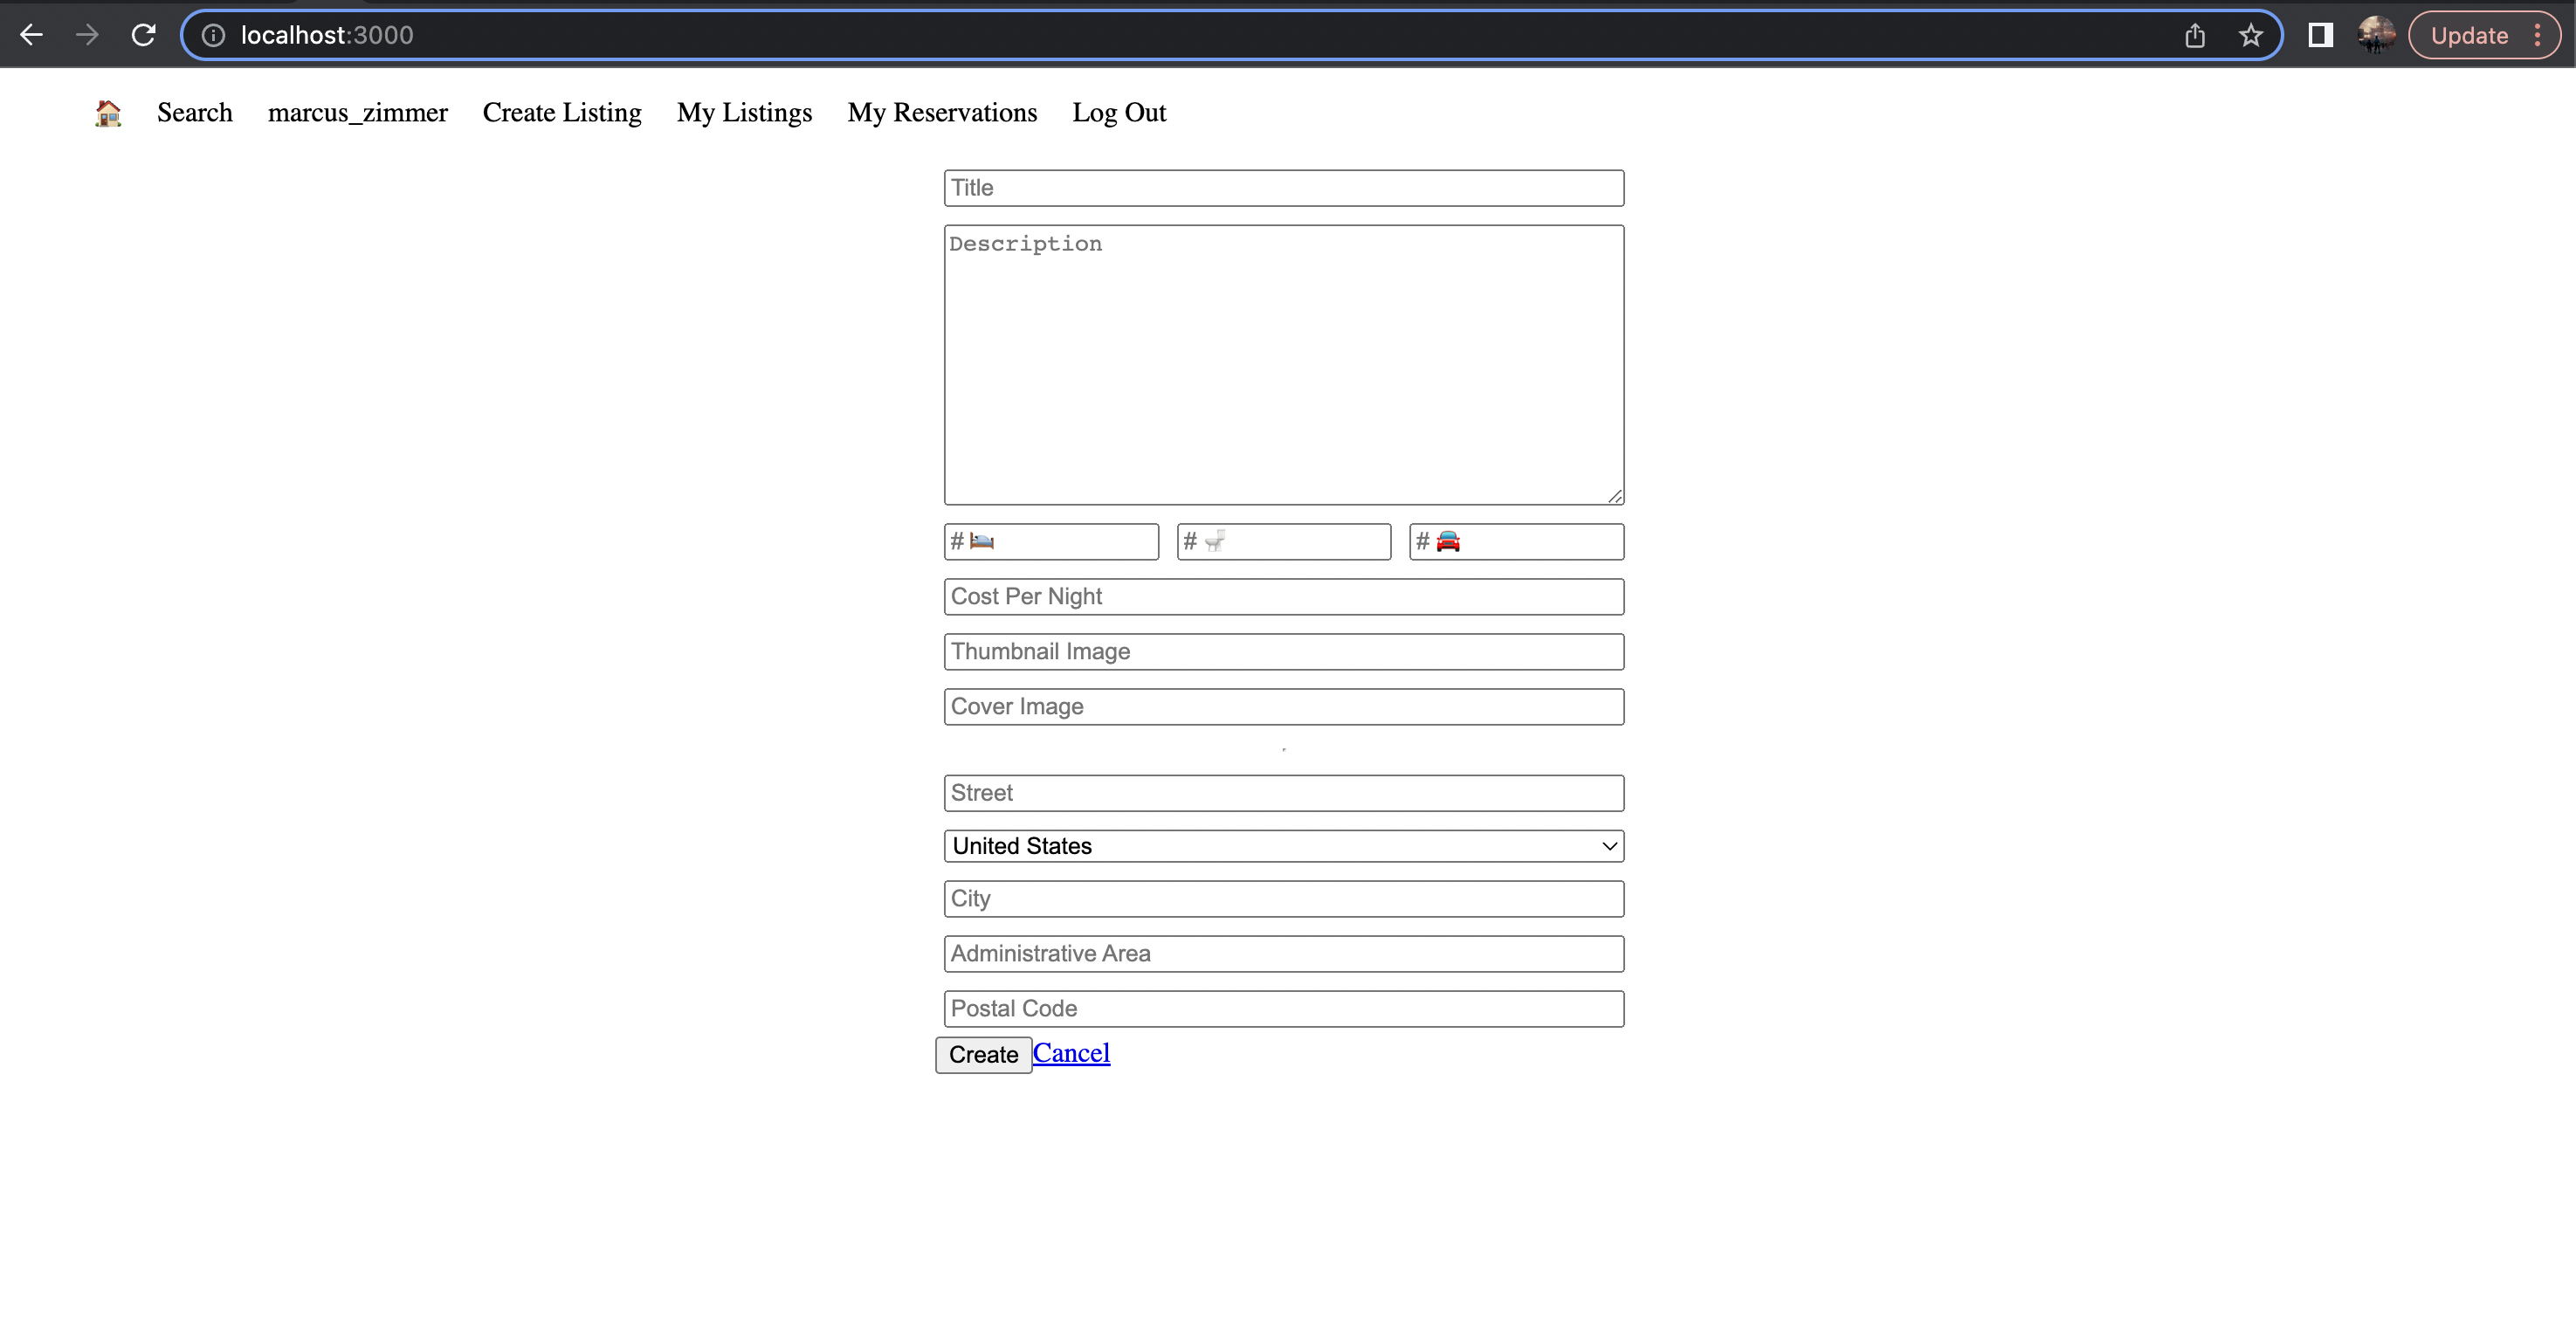 localhost:3000
Update
🏠 Search marcus_zimmer Create Listing My Listings My Reservations Log Out
Title
Description
# 🛏️ # 🚽 # 🚘
Cost Per Night
Thumbnail Image
Cover Image
Street
United States
City
Administrative Area
Postal Code
Create Cancel